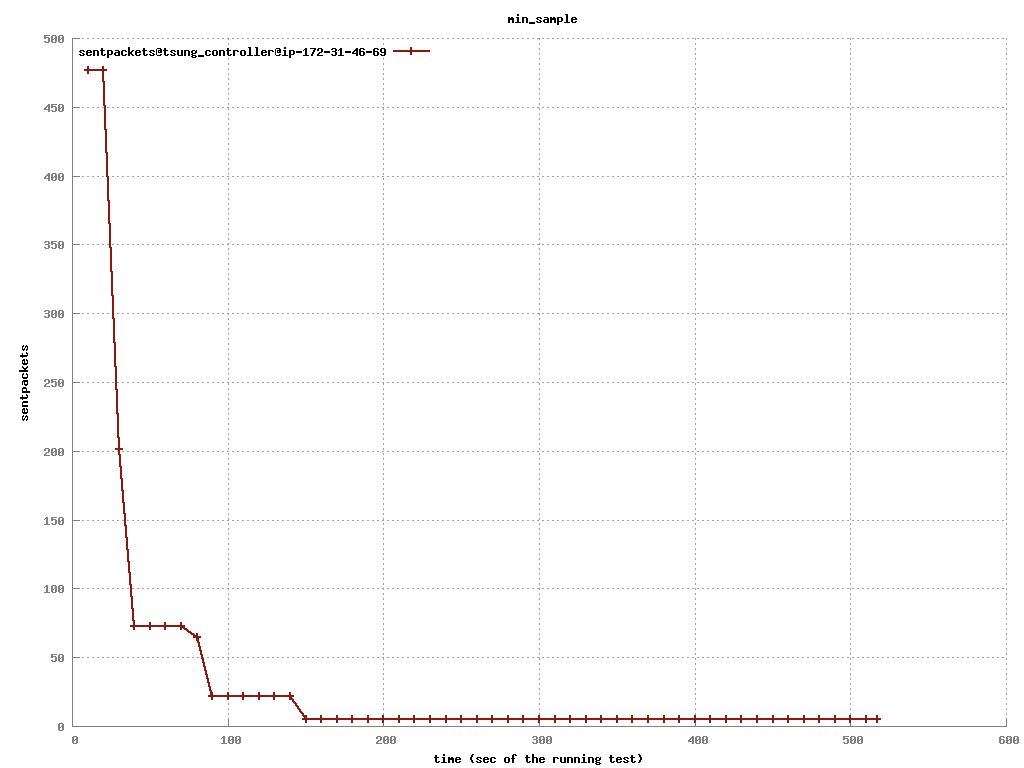 min_sample
sentpackets@tsung_controller@ip-172-31-46-69
500
450
400
350
300
250
200
150
100
50
0
sentpackets
0 100 200 300 400 500 600
time (sec of the running test)